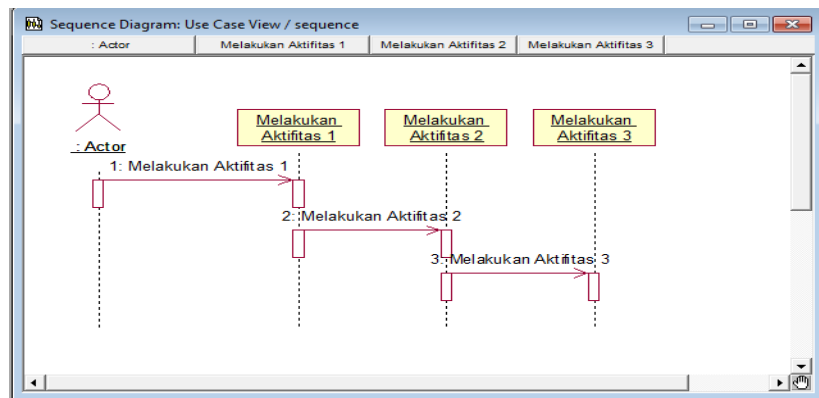 Sequence Diagram: Use Case View / sequence
: Actor
Melakukan Aktifitas 1
Melakukan Aktifitas 2
Melakukan Aktifitas 3
: Actor
Melakukan
Aktifitas 1
Melakukan
Aktifitas 2
Melakukan
Aktifitas 3
1: Melakukan Aktifitas 1
2: Melakukan Aktifitas 2
3: Melakukan Aktifitas 3